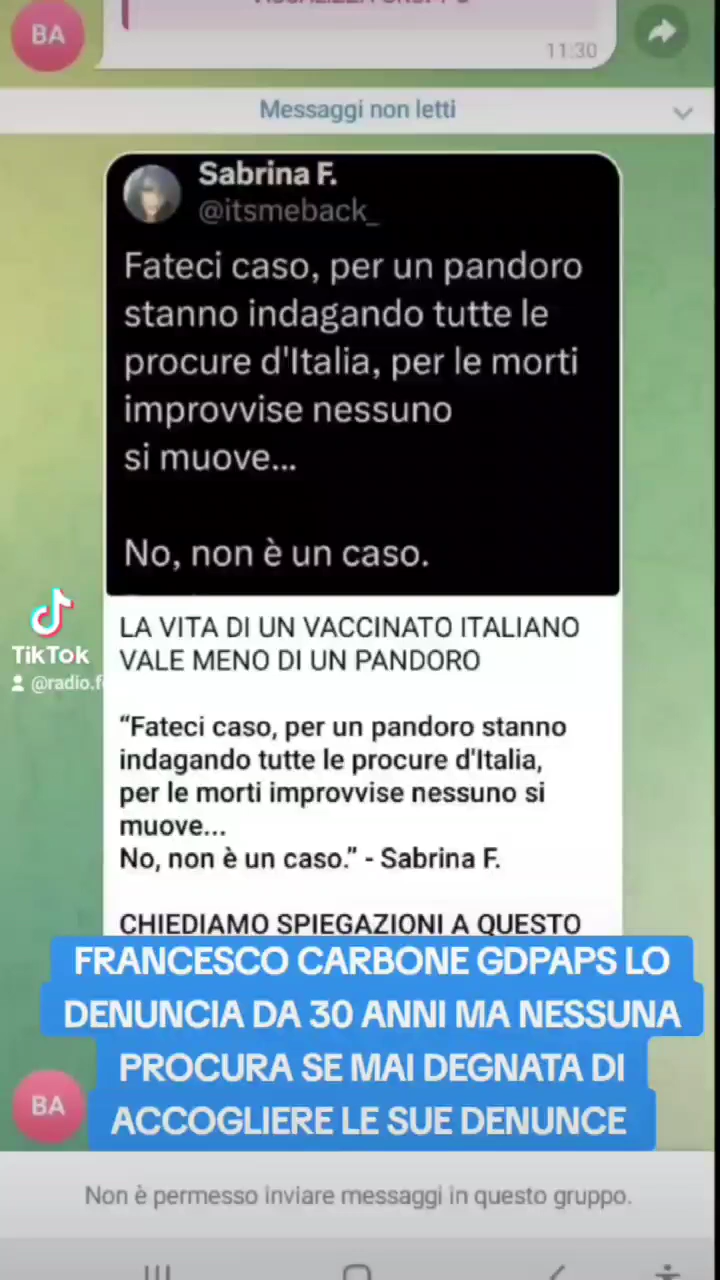 BA
11:30
Messaggi non letti
Sabrina F.
@itsmeback_
Fateci caso, per un pandoro
stanno indagando tutte le
procure d'Italia, per le morti
improvvise nessuno
si muove...
No, non è un caso.
LA VITA DI UN VACCINATO ITALIANO
VALE MENO DI UN PANDORO
“Fateci caso, per un pandoro stanno
indagando tutte le procure d'Italia,
per le morti improvvise nessuno si
muove...
No, non è un caso.” - Sabrina F.
CHIEDIAMO SPIEGAZIONI A QUESTO
TikTok
@radio.f
FRANCESCO CARBONE GDPAPS LO
DENUNCIA DA 30 ANNI MA NESSUNA
PROCURA SE MAI DEGNATA DI
ACCOGLIERE LE SUE DENUNCE
BA
Non è permesso inviare messaggi in questo gruppo.